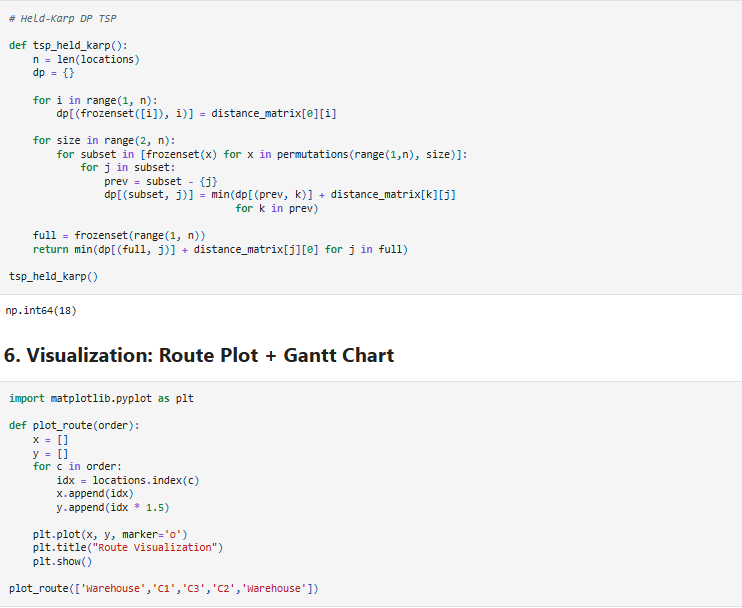 # Held-Karp DP TSP
def tsp_held_karp():
    n = len(locations)
    dp = {}
    for i in range(1, n):
        dp[(frozenset([i]), i)] = distance_matrix[0][i]
    for size in range(2, n):
        for subset in [frozenset(x) for x in permutations(range(1,n), size)]:
            for j in subset:
                prev = subset - {j}
                dp[(subset, j)] = min(dp[(prev, k)] + distance_matrix[k][j]
                                      for k in prev)
    full = frozenset(range(1, n))
    return min(dp[(full, j)] + distance_matrix[j][0] for j in full)
tsp_held_karp()
np.int64(18)
6. Visualization: Route Plot + Gantt Chart
import matplotlib.pyplot as plt
def plot_route(order):
    x = []
    y = []
    for c in order:
        idx = locations.index(c)
        x.append(idx)
        y.append(idx * 1.5)
    plt.plot(x, y, marker='o')
    plt.title("Route Visualization")
    plt.show()
plot_route(['Warehouse','C1','C3','C2','Warehouse'])